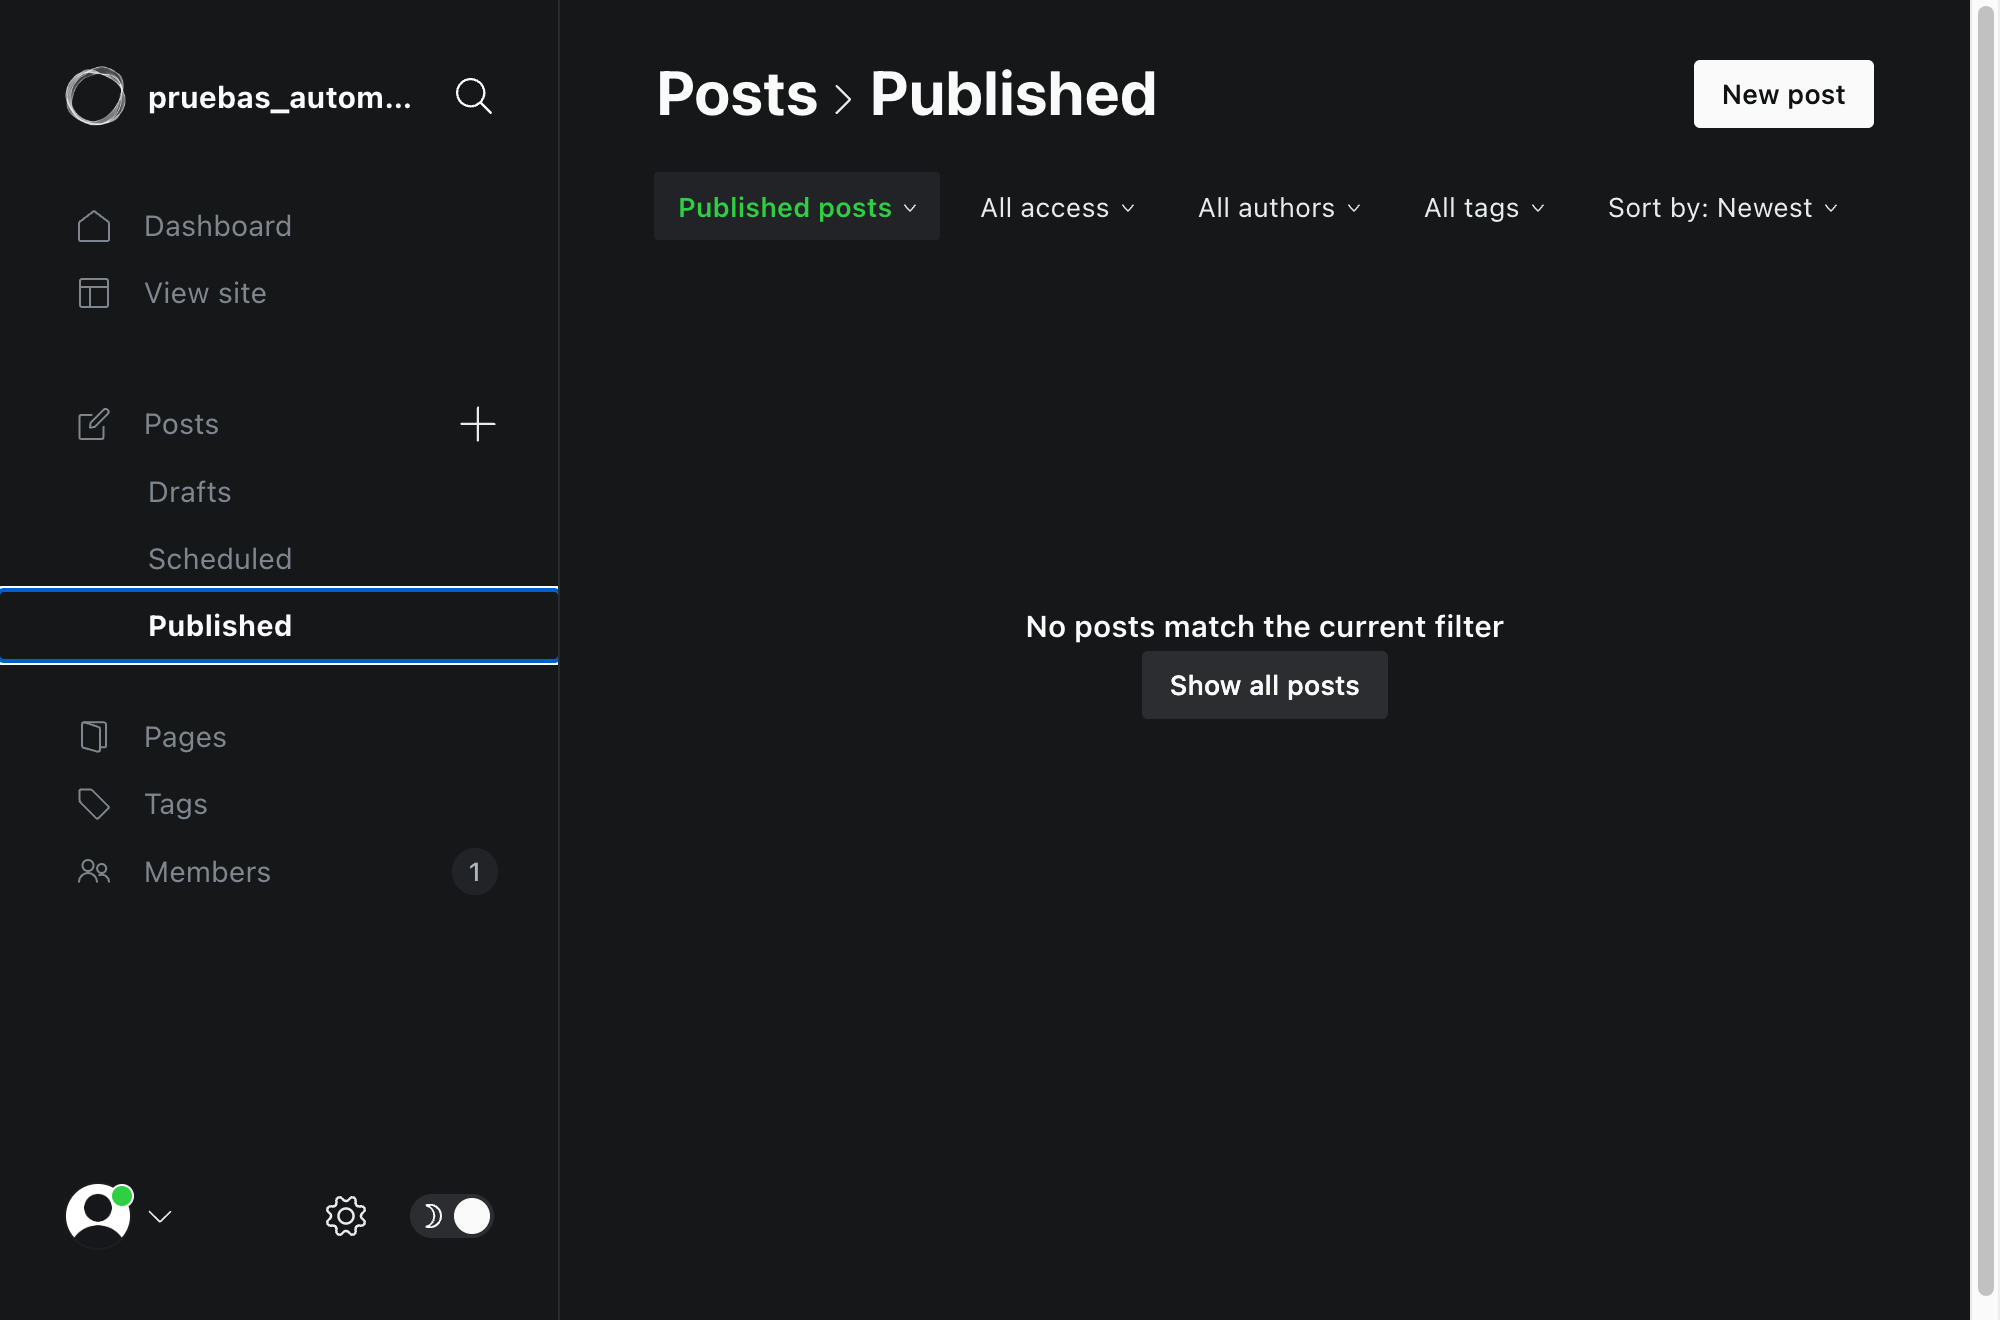 pruebas_autom...
Dashboard
View site
Posts
Drafts
Scheduled
Published
Pages
Tags
Members
1
Posts > Published
New post
Published posts
All access
All authors
All tags
Sort by: Newest
No posts match the current filter
Show all posts